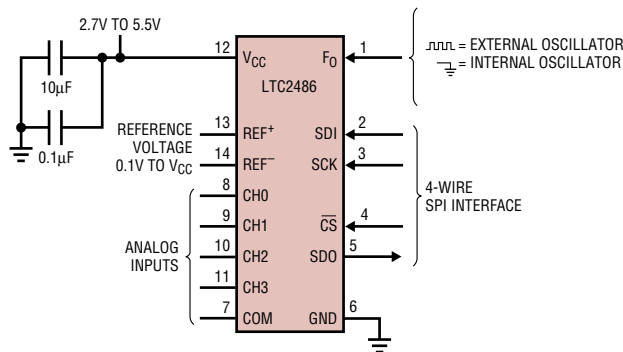 2.7V TO 5.5V
12
VCC
FO
1
= EXTERNAL OSCILLATOR
= INTERNAL OSCILLATOR
LTC2486
10µF
0.1µF
REFERENCE
VOLTAGE
0.1V TO VCC
13
REF+
SDI
2
14
REF–
SCK
3
4-WIRE
SPI INTERFACE
8
CH0
9
CH1
CS
4
ANALOG
INPUTS
10
CH2
SDO
5
11
CH3
7
COM
GND
6